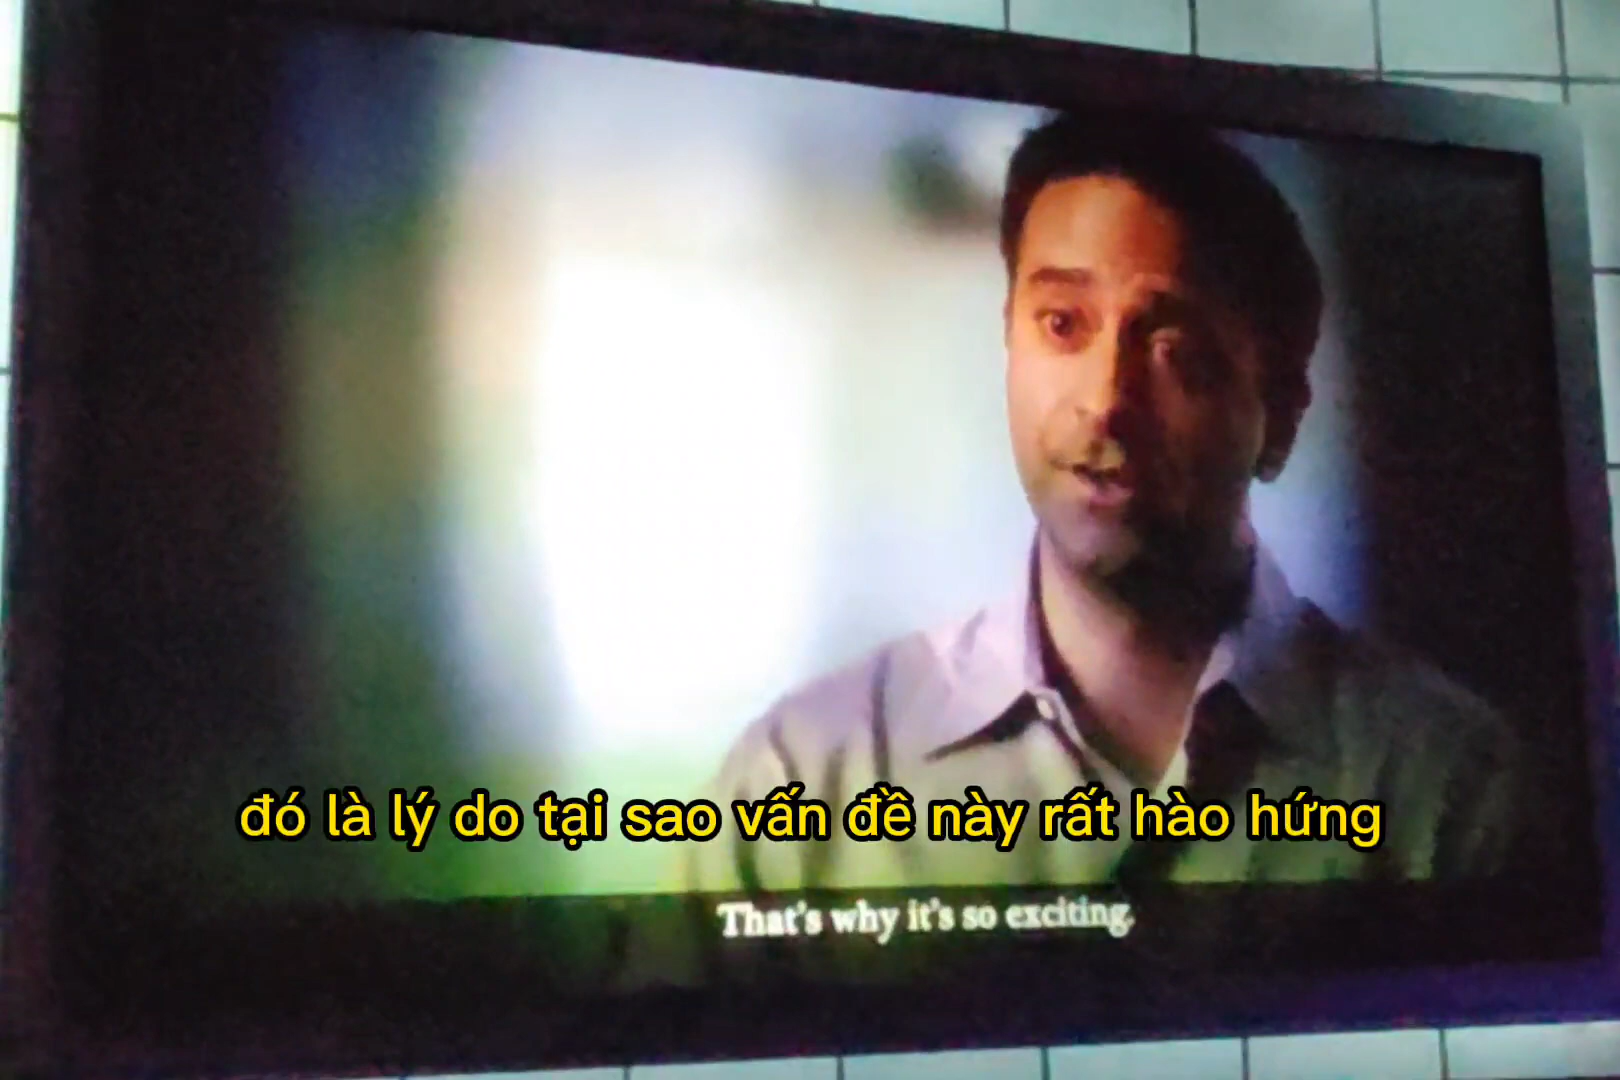 đó là lý do tại sao vấn đề này rất hào hứng
That's why it's so exciting.